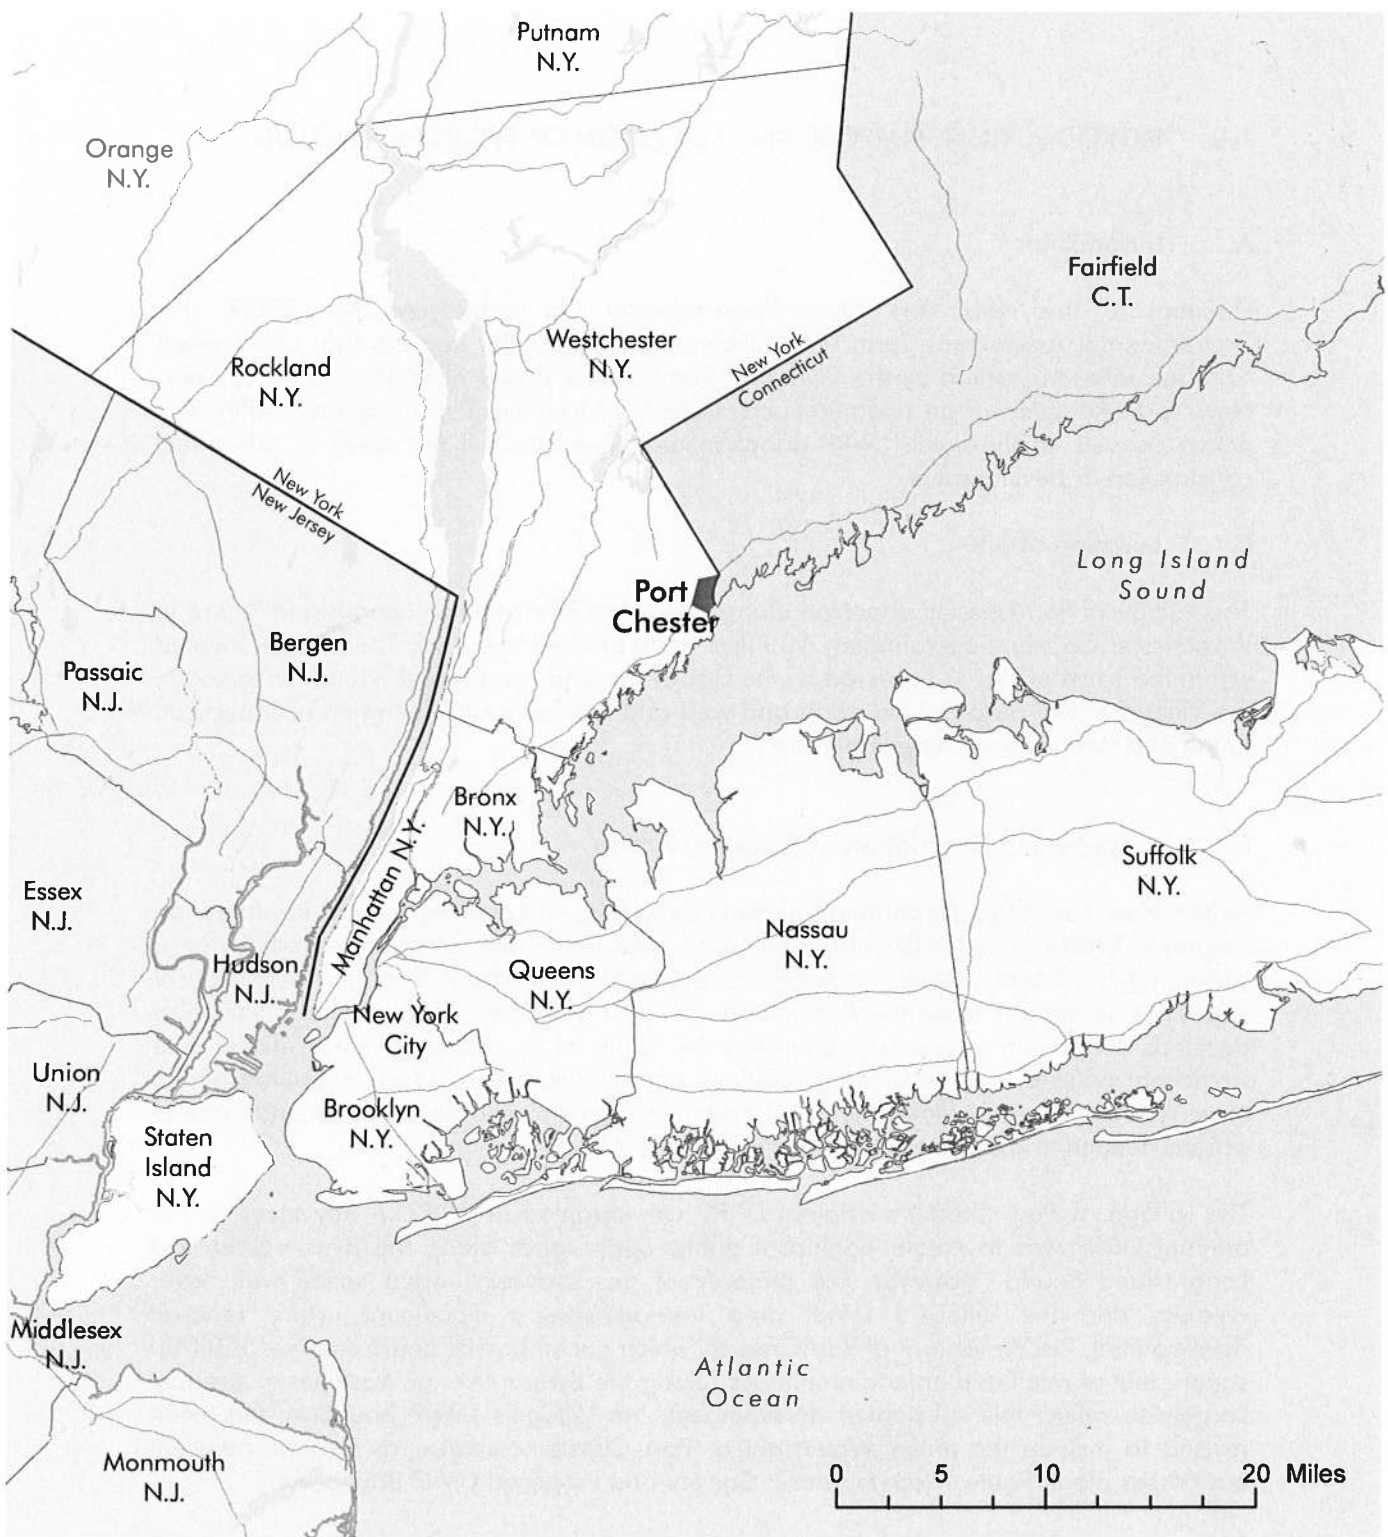 Putnam
N.Y.
Orange
N.Y.
Fairfield
C.T.
Westchester
N.Y.
Rockland
N.Y.
New York
Connecticut
New York
New Jersey
Long Island
Sound
Port
Chester
Bergen
N.J.
Passaic
N.J.
Bronx
N.Y.
Manhattan N.Y.
Suffolk
N.Y.
Essex
N.J.
Nassau
N.Y.
Hudson
N.J.
Queens
N.Y.
New York
City
Union
N.J.
Brooklyn
N.Y.
Staten
Island
N.Y.
Middlesex
N.J.
Atlantic
Ocean
Monmouth
N.J.
0 5 10 20 Miles